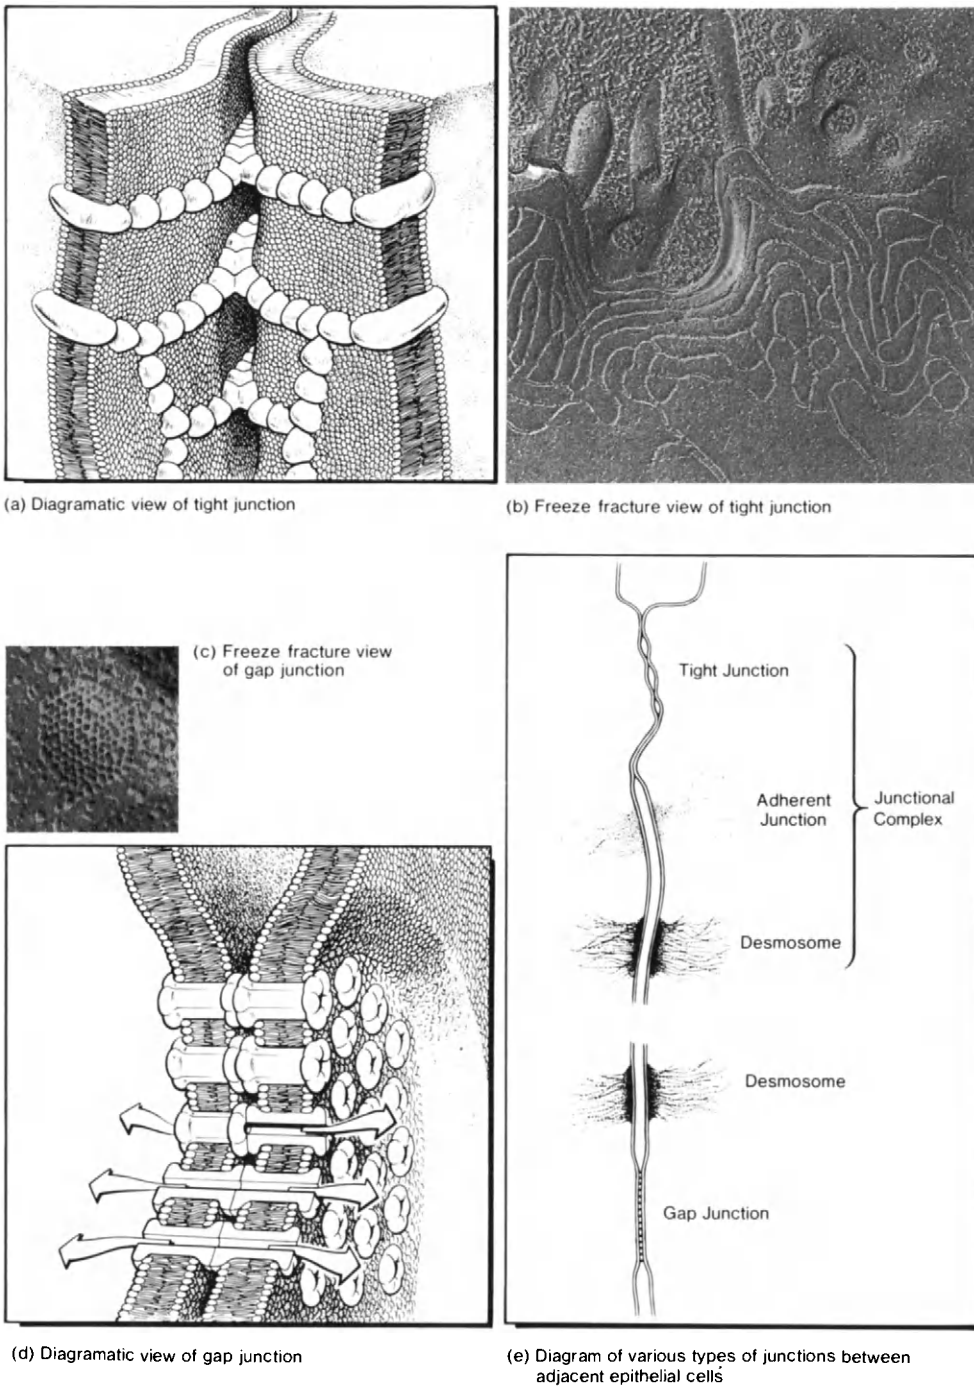 (a) Diagramatic view of tight junction
(b) Freeze fracture view of tight junction
(c) Freeze fracture view
of gap junction
Tight Junction
Adherent
Junction
Junctional
Complex
Desmosome
Desmosome
Gap Junction
(d) Diagramatic view of gap junction
(e) Diagram of various types of junctions between
adjacent epithelial cells